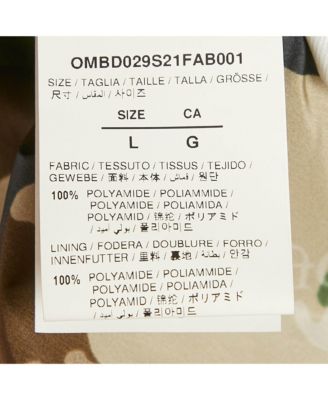 OMBD029S21FAB001
SIZE / TAGLIA / TAILLE / TALLA / GRÖSSE /
尺寸 / المقاس / 사이즈
SIZE CA
L G
FABRIC / TESSUTO / TISSUS / TEJIDO /
GEWEBE / 面料 / 本体 / قماش / 원단
100% POLYAMIDE / POLIAMMIDE /
POLYAMIDE / POLIAMIDA /
POLYAMID / 锦纶 / ポリアミド
/ بولي أميد / 폴리아미드
LINING / FODERA / DOUBLURE / FORRO /
INNENFUTTER / 里料 / 裏地 / بطانة / 안감
100% POLYAMIDE / POLIAMMIDE /
POLYAMIDE / POLIAMIDA /
POLYAMID / 锦纶 / ポリアミド
/ بولي أميد / 폴리아미드